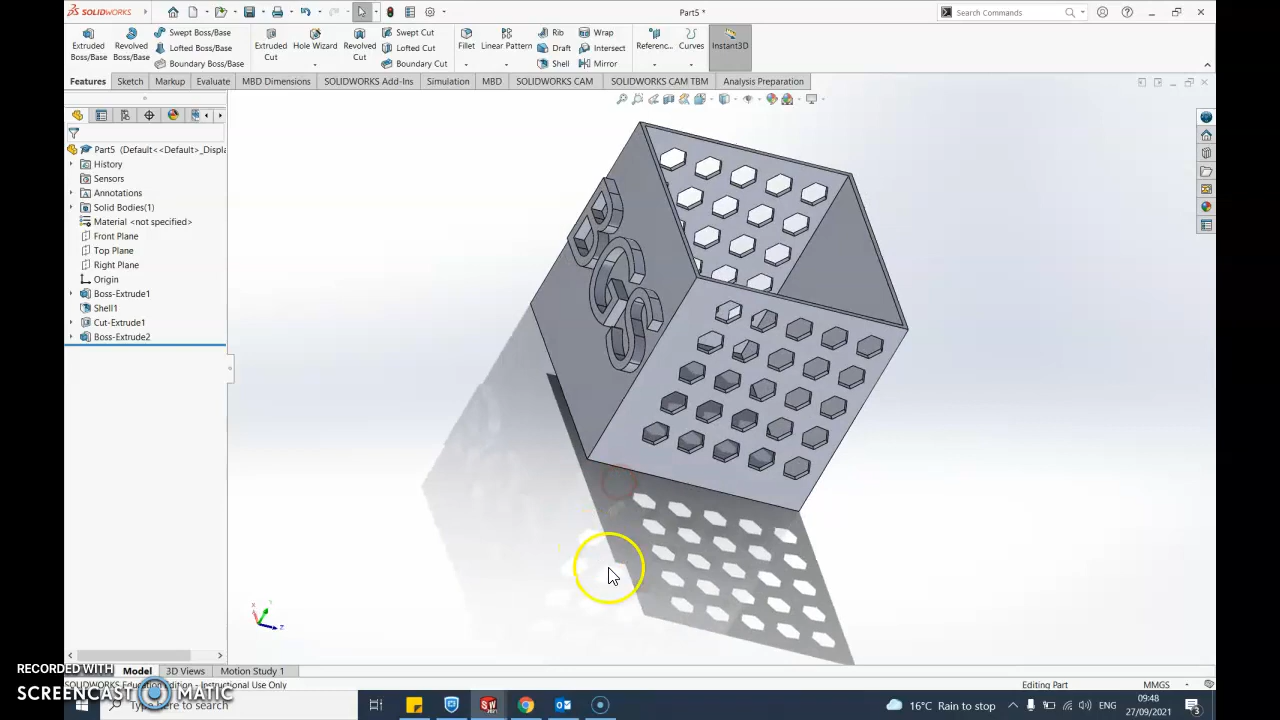 SOLIDWORKS
Part5 *
Search Commands
Extruded Boss/Base
Revolved Boss/Base
Swept Boss/Base
Lofted Boss/Base
Boundary Boss/Base
Extruded Cut
Hole Wizard
Revolved Cut
Swept Cut
Lofted Cut
Boundary Cut
Fillet
Linear Pattern
Rib
Draft
Shell
Wrap
Intersect
Mirror
Referenc...
Curves
Instant3D
Features
Sketch
Markup
Evaluate
MBD Dimensions
SOLIDWORKS Add-Ins
Simulation
MBD
SOLIDWORKS CAM
SOLIDWORKS CAM TBM
Analysis Preparation
Part5 (Default<<Default>_Displa
History
Sensors
Annotations
Solid Bodies(1)
Material <not specified>
Front Plane
Top Plane
Right Plane
Origin
Boss-Extrude1
Shell1
Cut-Extrude1
Boss-Extrude2
Z
Model
3D Views
Motion Study 1
Edition - Instructional Use Only
Editing Part
MMGS
RECORDED WITH
SCREENCAST MATIC
Type here to search
16°C Rain to stop
ENG
09:48
27/09/2021